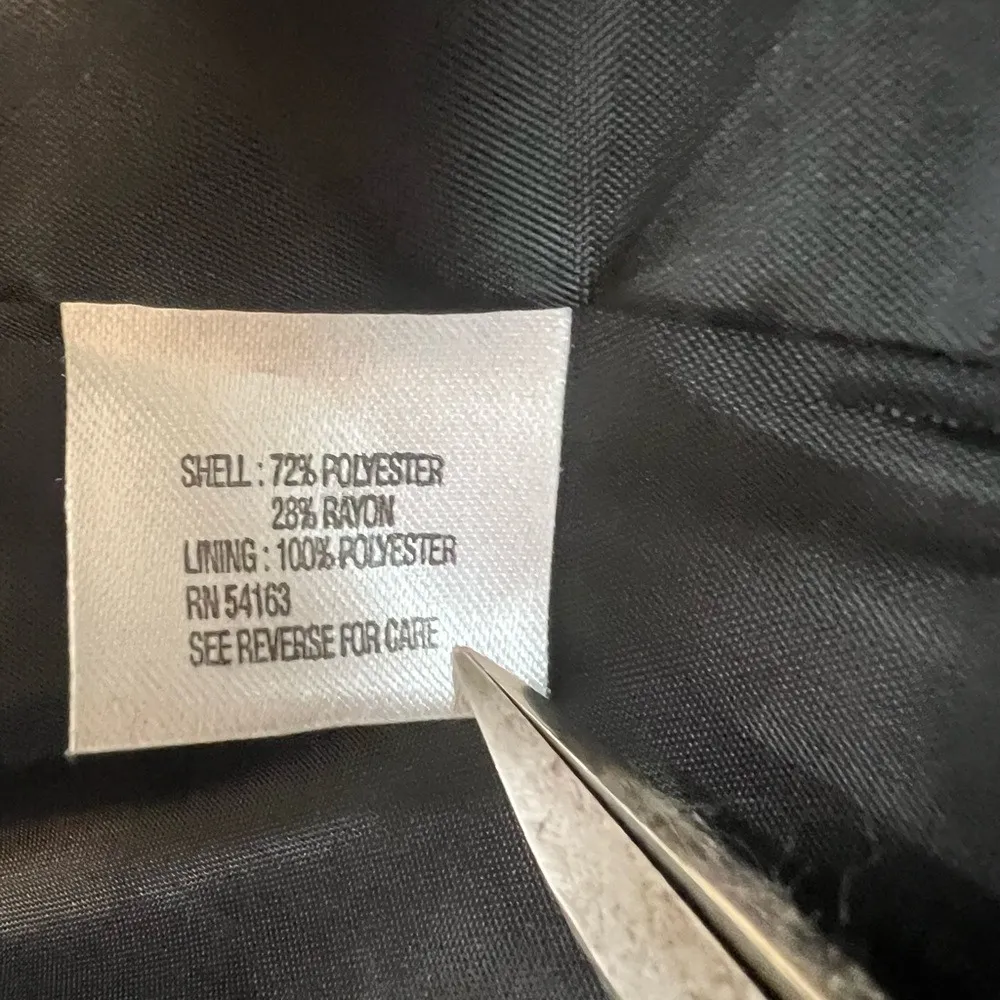 SHELL : 72% POLYESTER
28% RAYON
LINING : 100% POLYESTER
RN 54163
SEE REVERSE FOR CARE